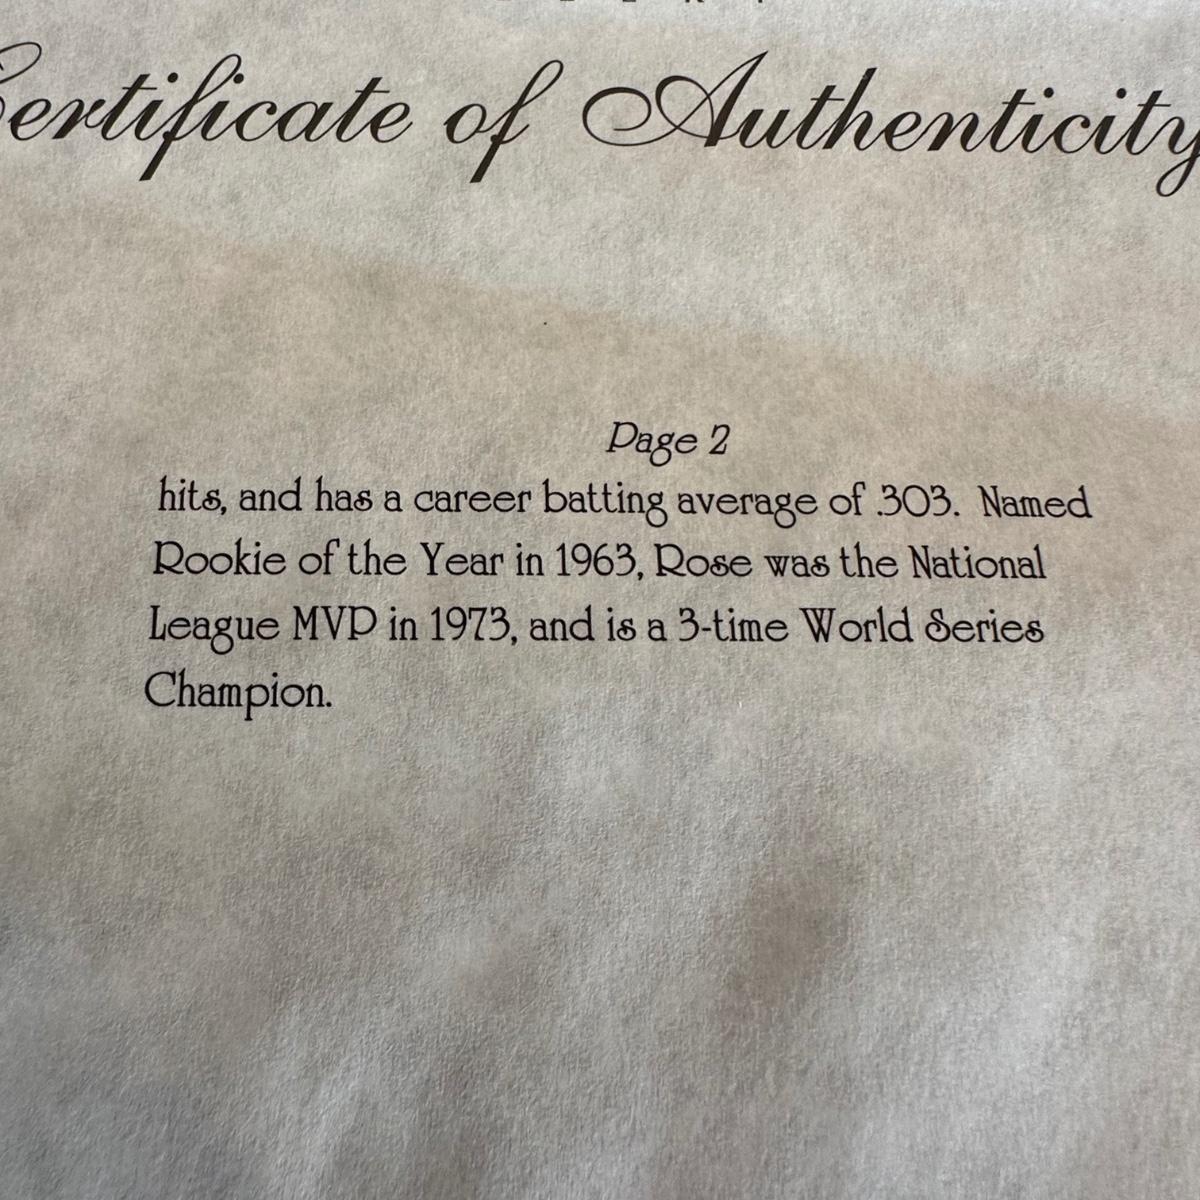 Certificate of Authenticity
Page 2
hits, and has a career batting average of .303. Named
Rookie of the Year in 1963, Rose was the National
League MVP in 1973, and is a 3-time World Series
Champion.